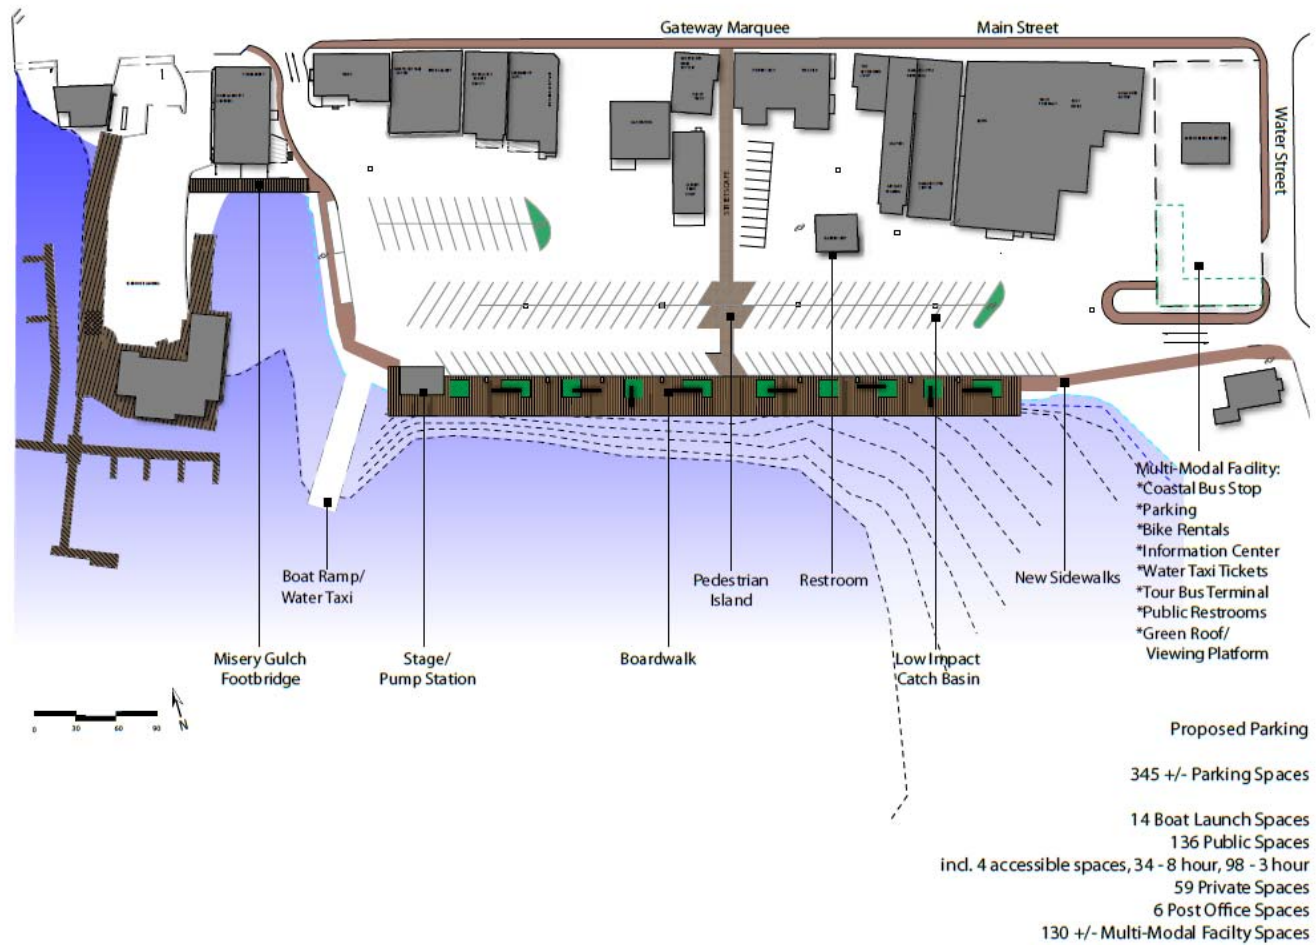 Gateway Marquee
Main Street
Water Street
STREETSCAPE
Boat Ramp/
Water Taxi
Pedestrian
Island
Restroom
New Sidewalks
Multi-Modal Facility:
*Coastal Bus Stop
*Parking
*Bike Rentals
*Information Center
*Water Taxi Tickets
*Tour Bus Terminal
*Public Restrooms
*Green Roof/
Viewing Platform
Misery Gulch
Footbridge
Stage/
Pump Station
Boardwalk
Low Impact
Catch Basin
0 30 60 90
N
Proposed Parking
345 +/- Parking Spaces
14 Boat Launch Spaces
136 Public Spaces
incl. 4 accessible spaces, 34 - 8 hour, 98 - 3 hour
59 Private Spaces
6 Post Office Spaces
130 +/- Multi-Modal Facilty Spaces